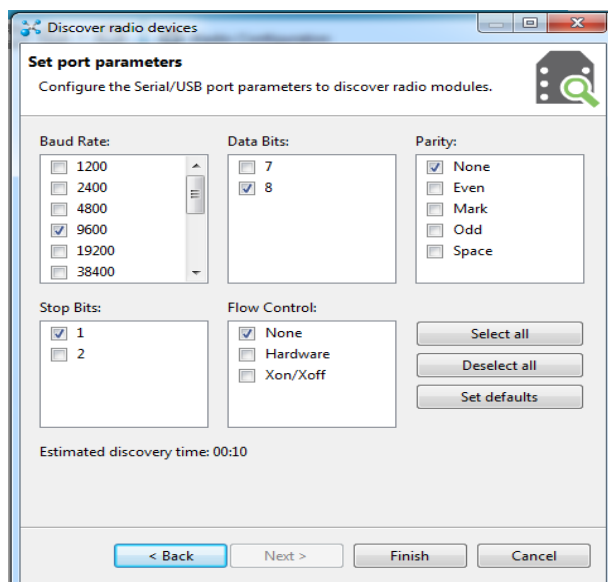 Discover radio devices
Set port parameters
Configure the Serial/USB port parameters to discover radio modules.
Baud Rate:
1200
2400
4800
9600
19200
38400
Data Bits:
7
8
Parity:
None
Even
Mark
Odd
Space
Stop Bits:
1
2
Flow Control:
None
Hardware
Xon/Xoff
Select all
Deselect all
Set defaults
Estimated discovery time: 00:10
< Back
Next >
Finish
Cancel